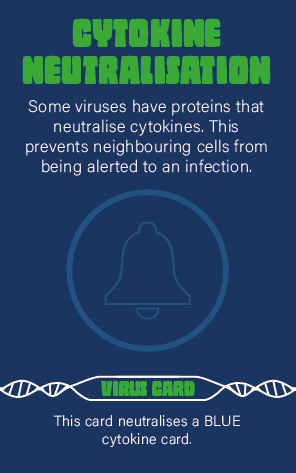 CYTOKINE
NEUTRALISATION
Some viruses have proteins that
neutralise cytokines. This
prevents neighbouring cells from
being alerted to an infection.
VIRUS CARD
This card neutralises a BLUE
cytokine card.